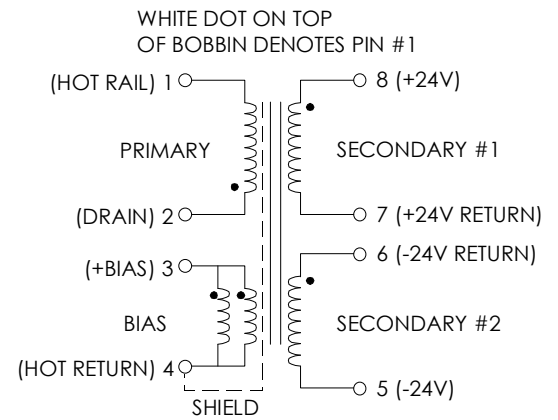 WHITE DOT ON TOP
OF BOBBIN DENOTES PIN #1
(HOT RAIL) 1
8 (+24V)
PRIMARY
SECONDARY #1
(DRAIN) 2
7 (+24V RETURN)
(+BIAS) 3
6 (-24V RETURN)
BIAS
SECONDARY #2
(HOT RETURN) 4
5 (-24V)
SHIELD